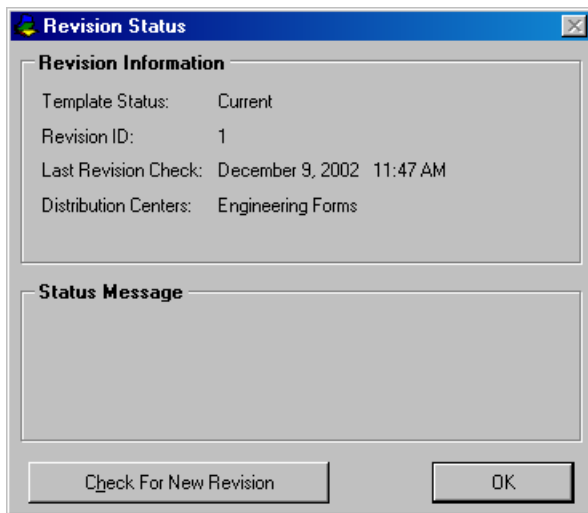 Revision Status
Revision Information
Template Status: Current
Revision ID: 1
Last Revision Check: December 9, 2002 11:47 AM
Distribution Centers: Engineering Forms
Status Message
Check For New Revision OK